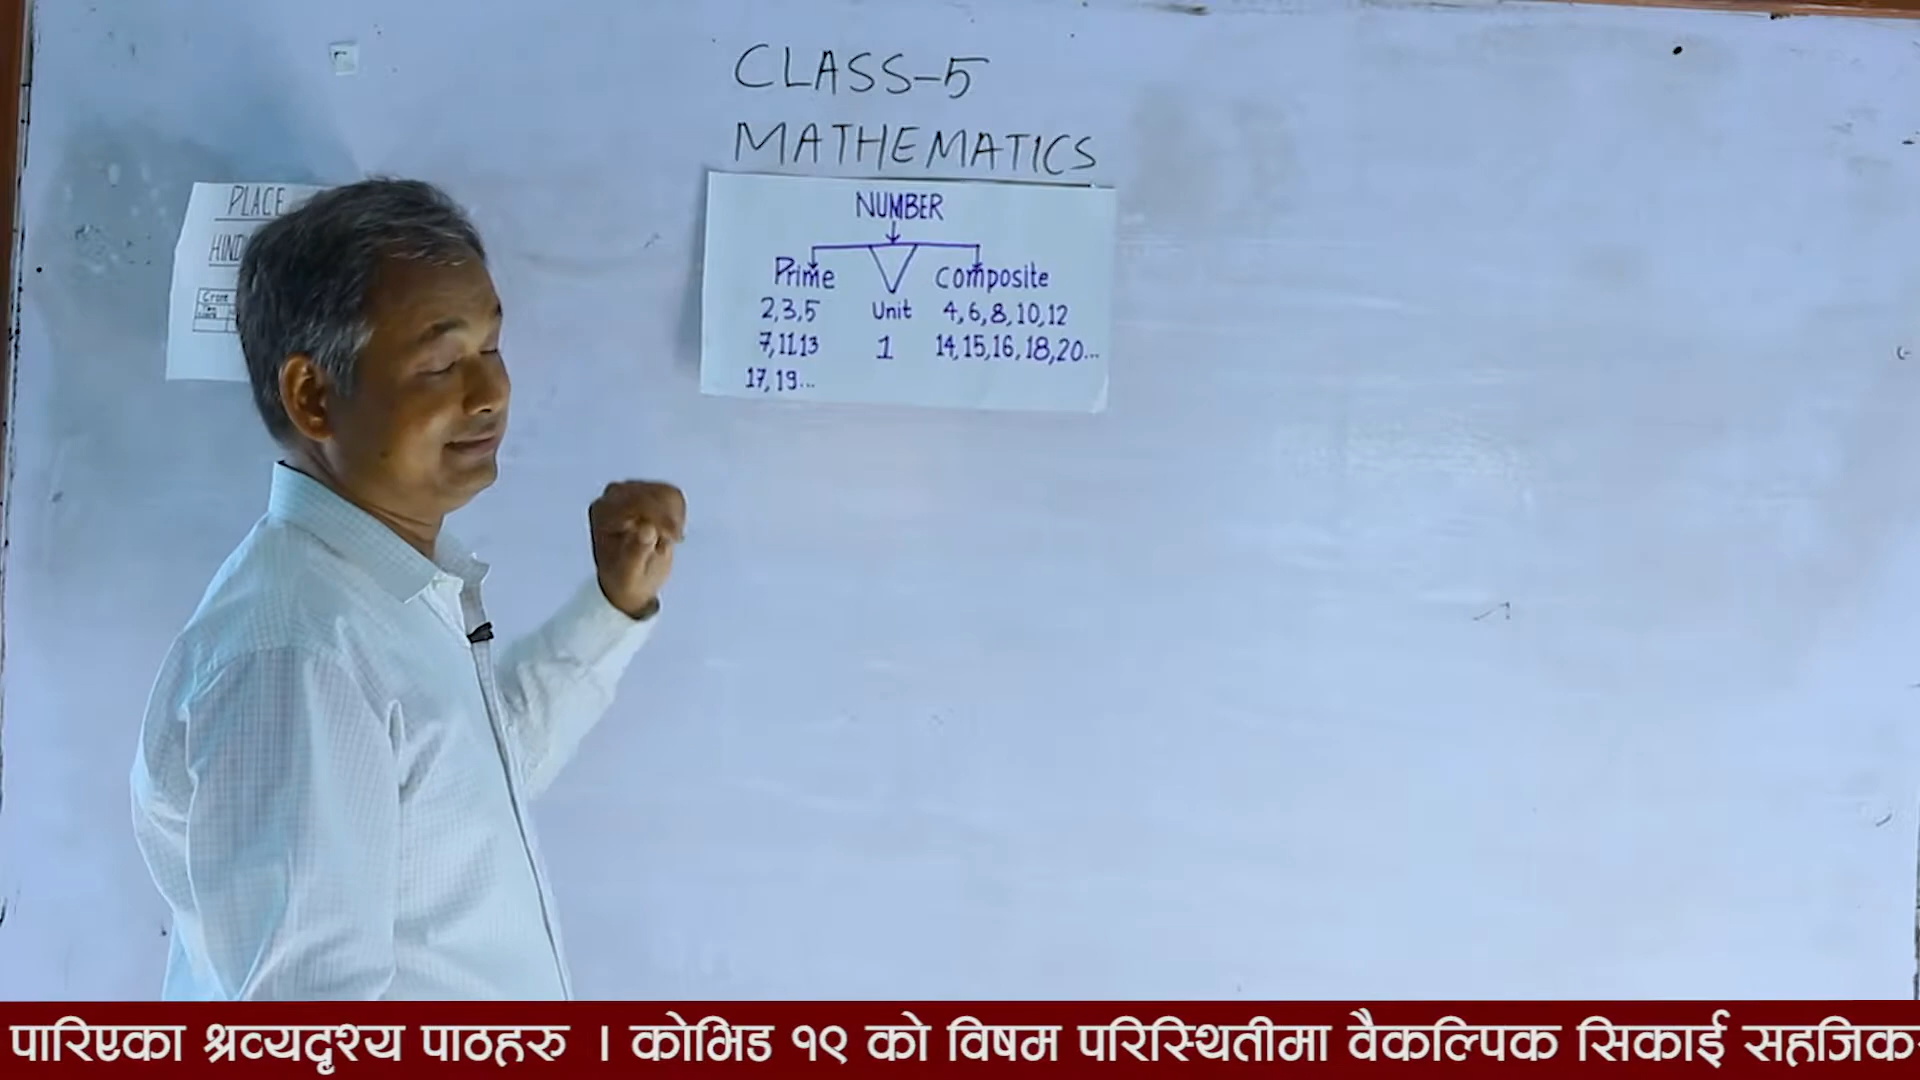 CLASS-5
MATHEMATICS
PLACE
NUMBER
Prime
composite
Unit
2,3,5
4,6,8,10,12
7,11.13
1
14,15,16,18,20...
17,19...
पारिएका श्रव्यदृश्य पाठहरु । कोभिड १९ को विषम परिस्थितीमा वैकल्पिक सिकाई